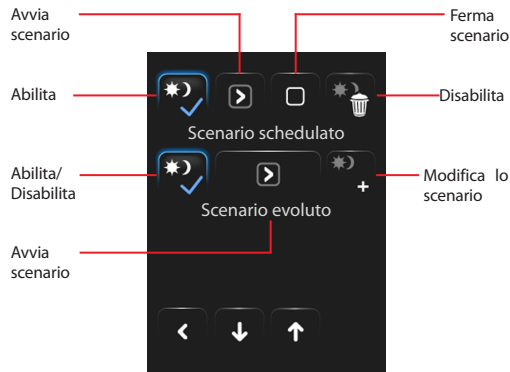 Avvia
scenario
Ferma
scenario
Abilita
Disabilita
Scenario schedulato
Abilita/
Disabilita
Modifica lo
scenario
Scenario evoluto
Avvia
scenario